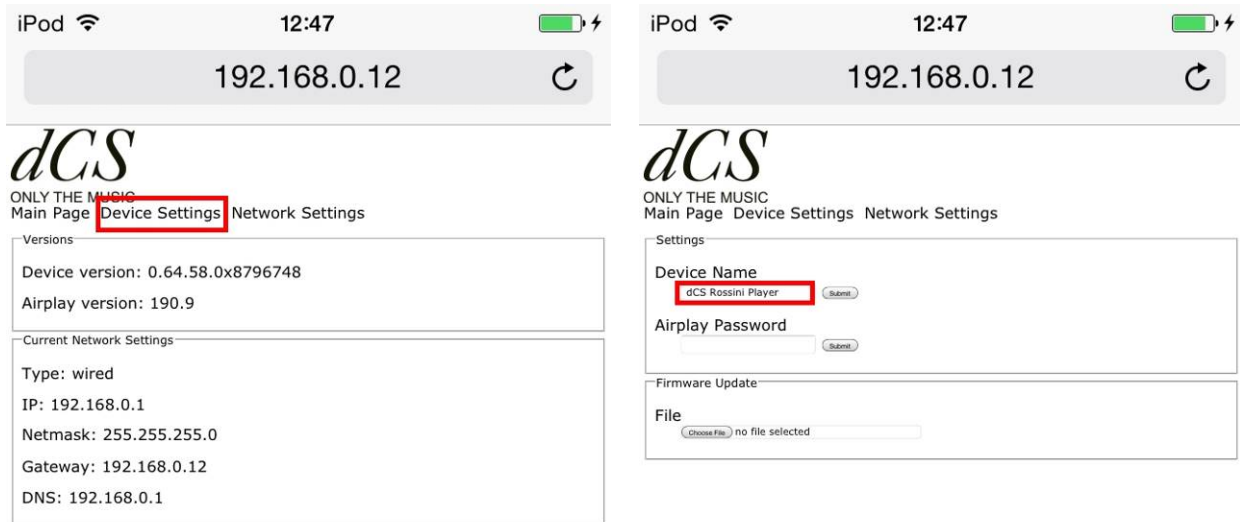 iPod 12:47
192.168.0.12
dCS
ONLY THE MUSIC
Main Page Device Settings Network Settings
Versions
Device version: 0.64.58.0x8796748
Airplay version: 190.9
Current Network Settings
Type: wired
IP: 192.168.0.1
Netmask: 255.255.255.0
Gateway: 192.168.0.12
DNS: 192.168.0.1
iPod 12:47
192.168.0.12
dCS
ONLY THE MUSIC
Main Page Device Settings Network Settings
Settings
Device Name
dCS Rossini Player Submit
Airplay Password
Submit
Firmware Update
File
Choose File no file selected